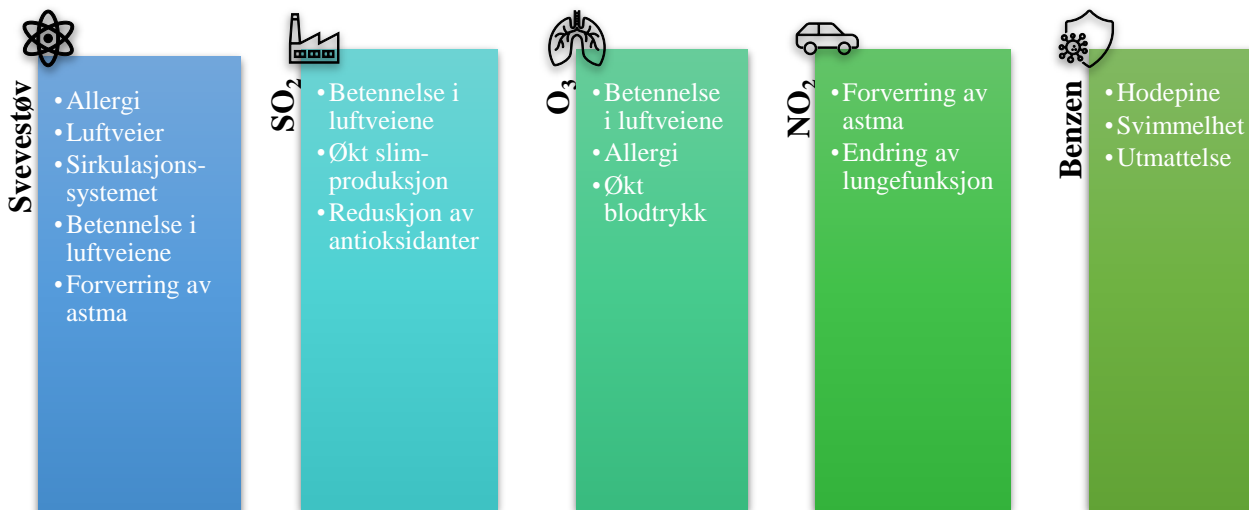 Svevestøv
• Allergi
• Luftveier
• Sirkulasjons-
systemet
• Betennelse i
luftveiene
• Forverring av
astma
SO₂
• Betennelse i
luftveiene
• Økt slim-
produksjon
• Reduskjon av
antioksidanter
O₃
• Betennelse
i luftveiene
• Allergi
• Økt
blodtrykk
NO₂
• Forverring av
astma
• Endring av
lungefunksjon
Benzen
• Hodepine
• Svimmelhet
• Utmattelse